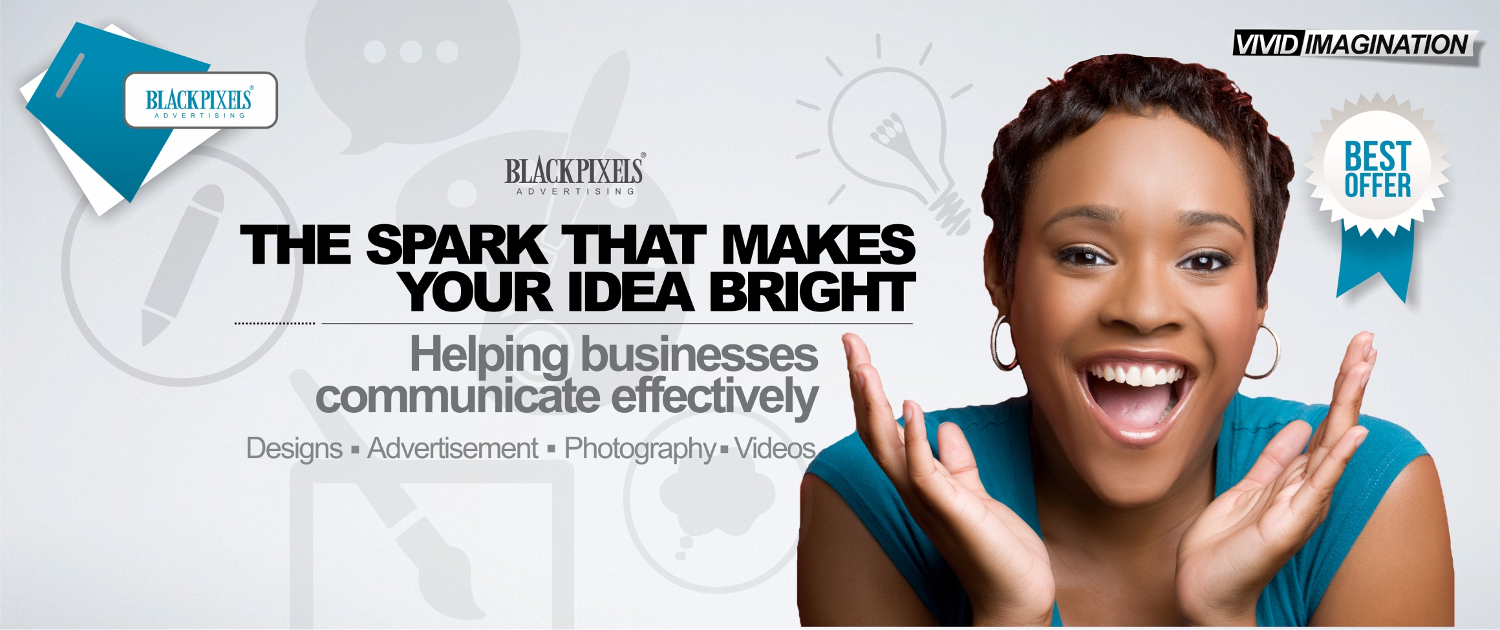 VIVID IMAGINATION
BLACKPIXELS®
ADVERTISING
BEST
OFFER
BLACKPIXELS®
ADVERTISING
THE SPARK THAT MAKES
YOUR IDEA BRIGHT
Helping businesses
communicate effectively
Designs ▪ Advertisement ▪ Photography ▪ Videos